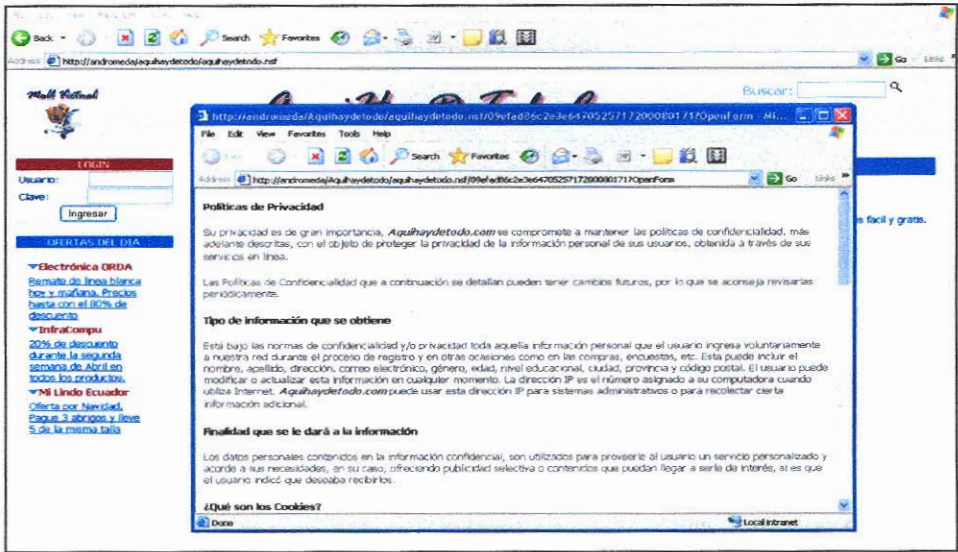 Back
Search
Favorites
http://andromeda/aquihaydetodo/aquihaydetodo.nsf
Go
Links
Mall Virtual
Buscar:
LOGIN
Usuario:
Clave:
Ingresar
OFERTAS DEL DIA
Electrónica ORDA
Remate de linea blanca
hoy y mañana. Precios
hasta con el 80% de
descuento
InfraCompu
20% de descuento
durante la segunda
semana de Abril en
todos los productos.
Mi Lindo Ecuador
Oferta por Navidad,
Pague 3 abrigos y lleve
5 de la misma talla
s facil y gratis.
File Edit View Favorites Tools Help
Search
Favorites
Address
Go
Links
Políticas de Privacidad
Su privacidad es de gran importancia, Aquihaydetodo.com se compromete a mantener las políticas de confidencialidad, más
adelante descritas, con el objeto de proteger la privacidad de la información personal de sus usuarios, obtenida a través de sus
servicios en línea.
Las Políticas de Confidencialidad que a continuación se detallan pueden tener cambios futuros, por lo que se aconseja revisarlas
periódicamente.
Tipo de información que se obtiene
Está bajo las normas de confidencialidad y/o privacidad toda aquella información personal que el usuario ingresa voluntariamente
a nuestra red durante el proceso de registro y en otras ocasiones como en las compras, encuestas, etc. Esta puede incluir el
nombre, apellido, dirección, correo electrónico, género, edad, nivel educacional, ciudad, provincia y código postal. El usuario puede
modificar o actualizar esta información en cualquier momento. La dirección IP es el número asignado a su computadora cuando
utiliza Internet. Aquihaydetodo.com puede usar esta dirección IP para sistemas administrativos o para recolectar cierta
información adicional.
Finalidad que se le dará a la información
Los datos personales contenidos en la información confidencial, son utilizados para proveerle al usuario un servicio personalizado y
acorde a sus necesidades, en su caso, ofreciendo publicidad selectiva o contenidos que puedan llegar a serle de interés, si es que
el usuario indicó que deseaba recibirlos.
¿Qué son los Cookies?
Done
Local intranet